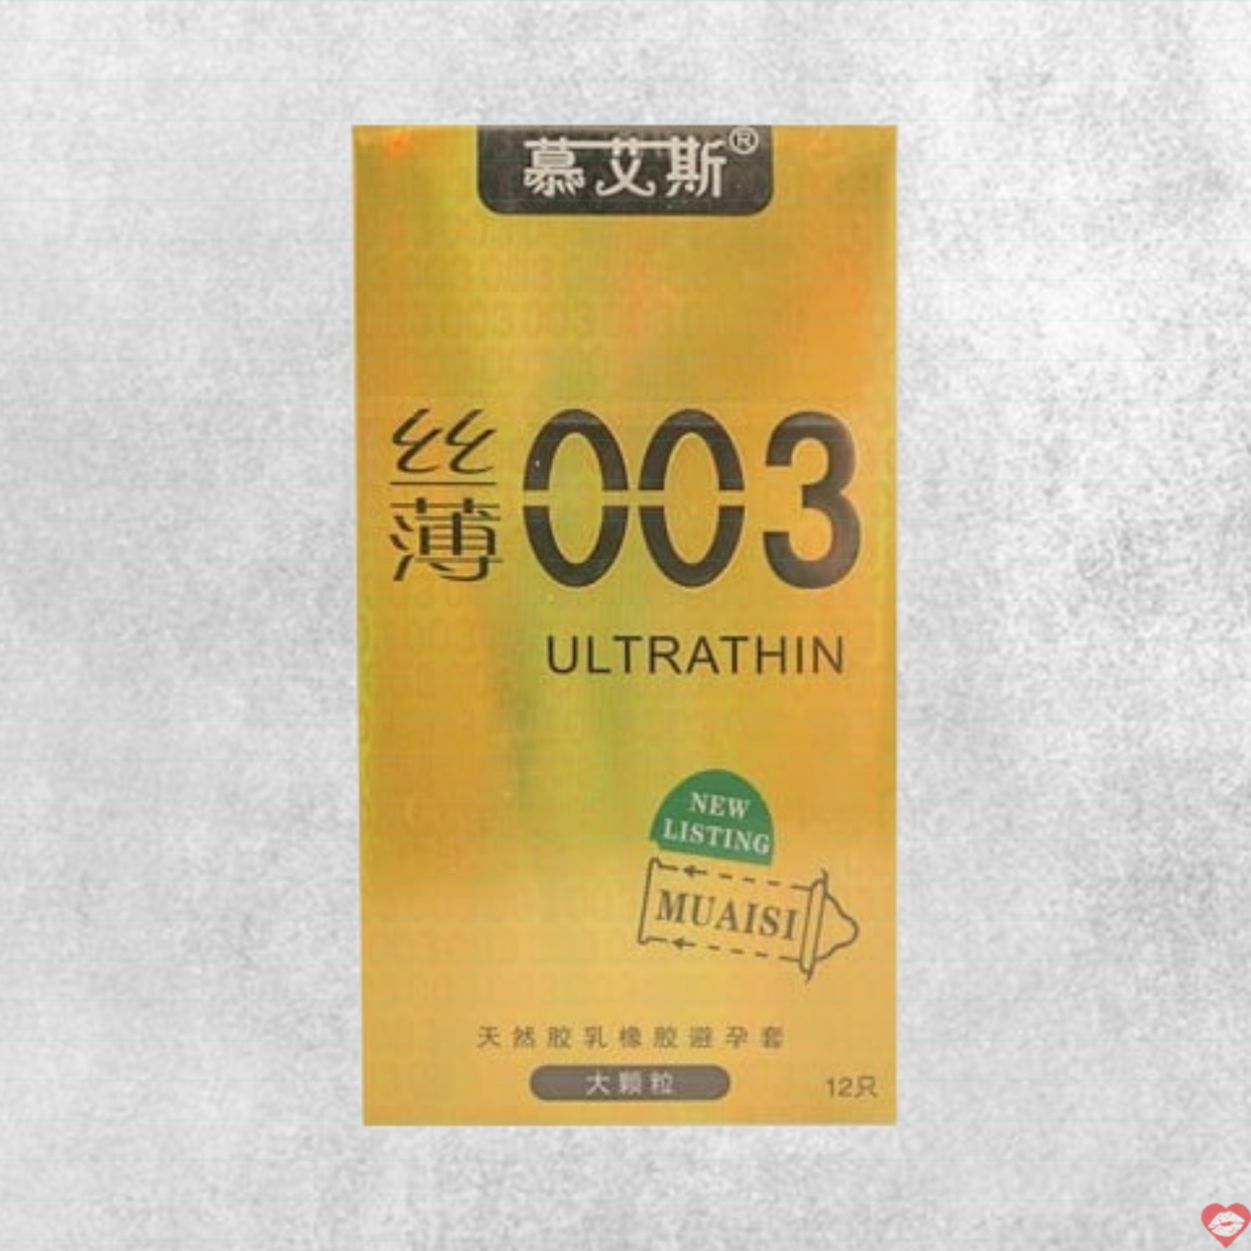 慕艾斯®
丝薄 003
ULTRATHIN
NEW
LISTING
MUAISI
天然胶乳橡胶避孕套
大颗粒
12只